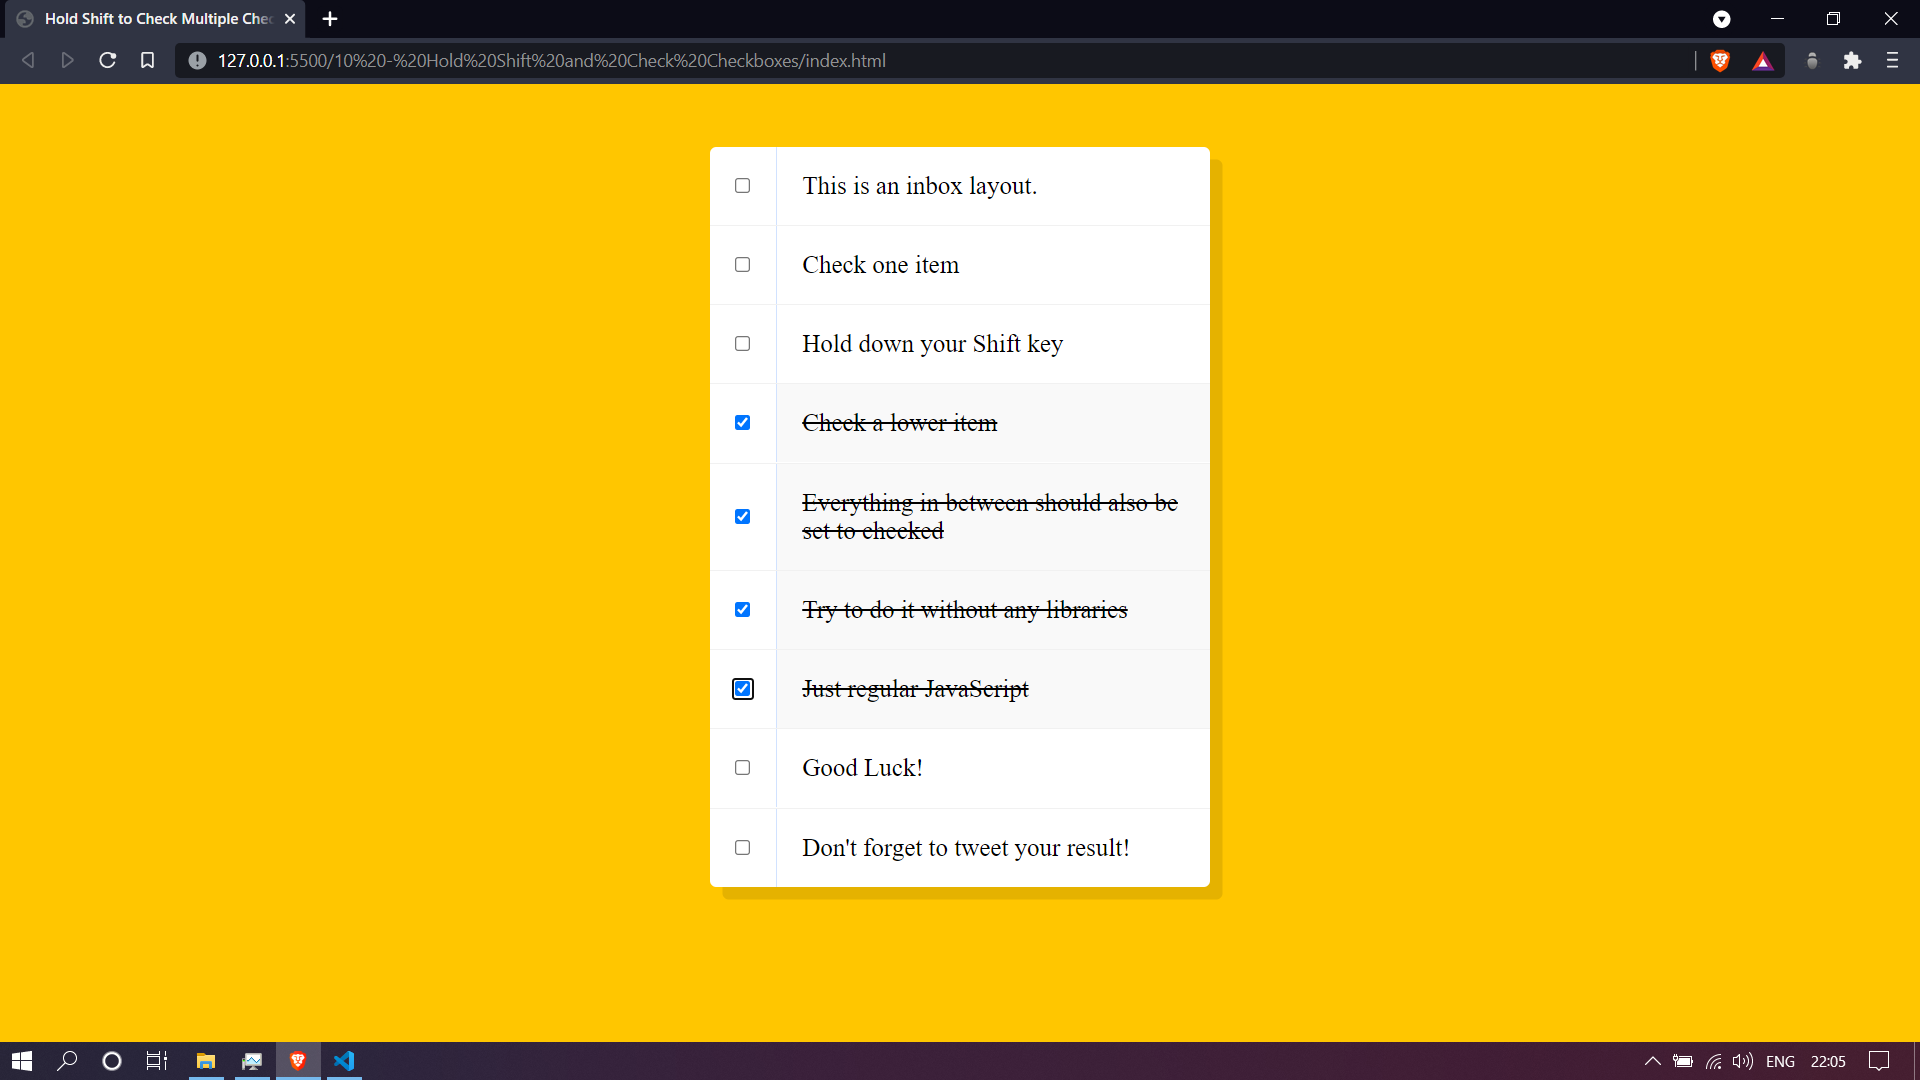 Hold Shift to Check Multiple Chec
127.0.0.1:5500/10%20-%20Hold%20Shift%20and%20Check%20Checkboxes/index.html
This is an inbox layout.
Check one item
Hold down your Shift key
Check a lower item
Everything in between should also be
set to checked
Try to do it without any libraries
Just regular JavaScript
Good Luck!
Don't forget to tweet your result!
ENG 22:05